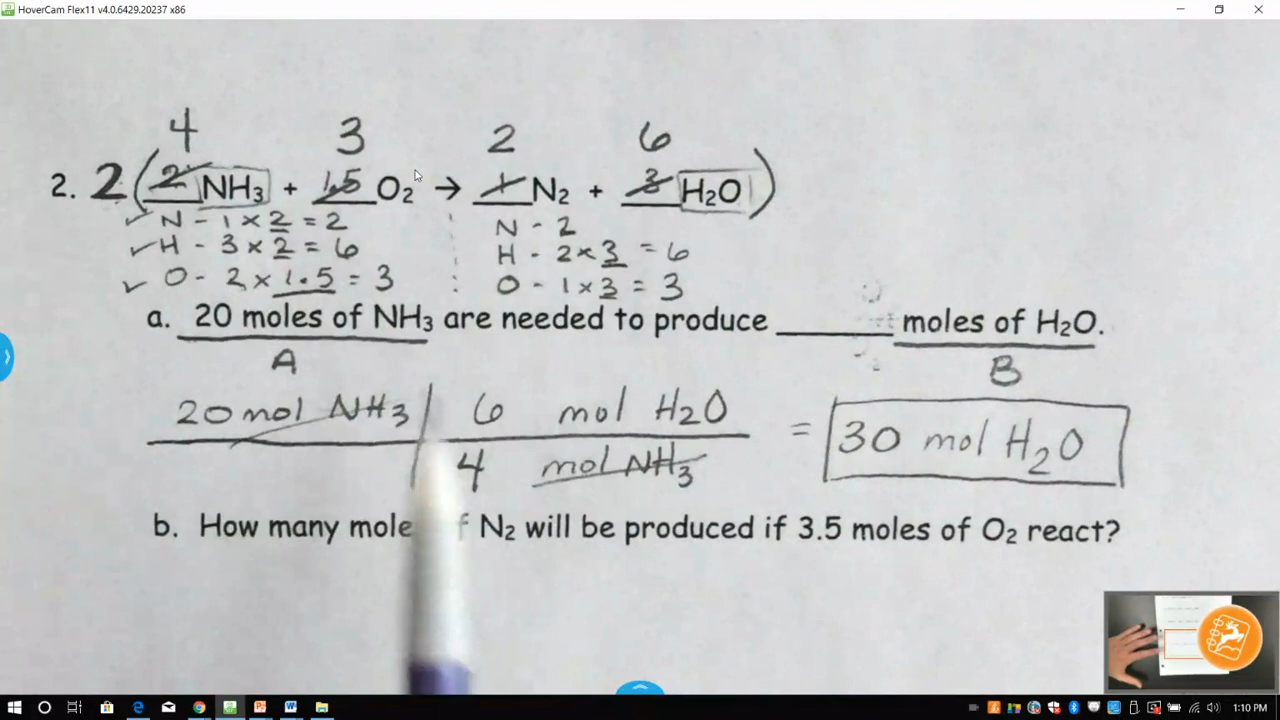 HoverCam Flex11 v4.0.6429.20237 x86
4 3 2 6
2. 2(2 NH₃ + 1.5 O₂ → 1 N₂ + 3 H₂O)
N - 1 × 2 = 2 N - 2
H - 3 × 2 = 6 H - 2 × 3 = 6
O - 2 × 1.5 = 3 O - 1 × 3 = 3
a. 20 moles of NH₃ are needed to produce ______ moles of H₂O.
A B
20 mol NH₃ 6 mol H₂O
= 30 mol H₂O
4 mol NH₃
b. How many mole f N₂ will be produced if 3.5 moles of O₂ react?
1:10 PM